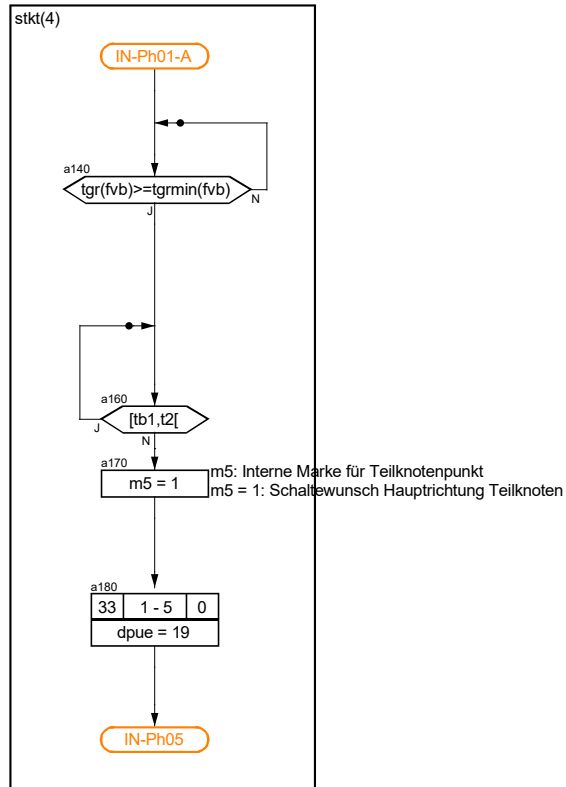 stkt(4)
IN-Ph01-A
a140
tgr(fvb)>=tgrmin(fvb)
N
J
a160
[tb1,t2[
J
N
a170
m5 = 1
m5: Interne Marke für Teilknotenpunkt
m5 = 1: Schaltewunsch Hauptrichtung Teilknoten
a180
33 1 - 5 0
dpue = 19
IN-Ph05